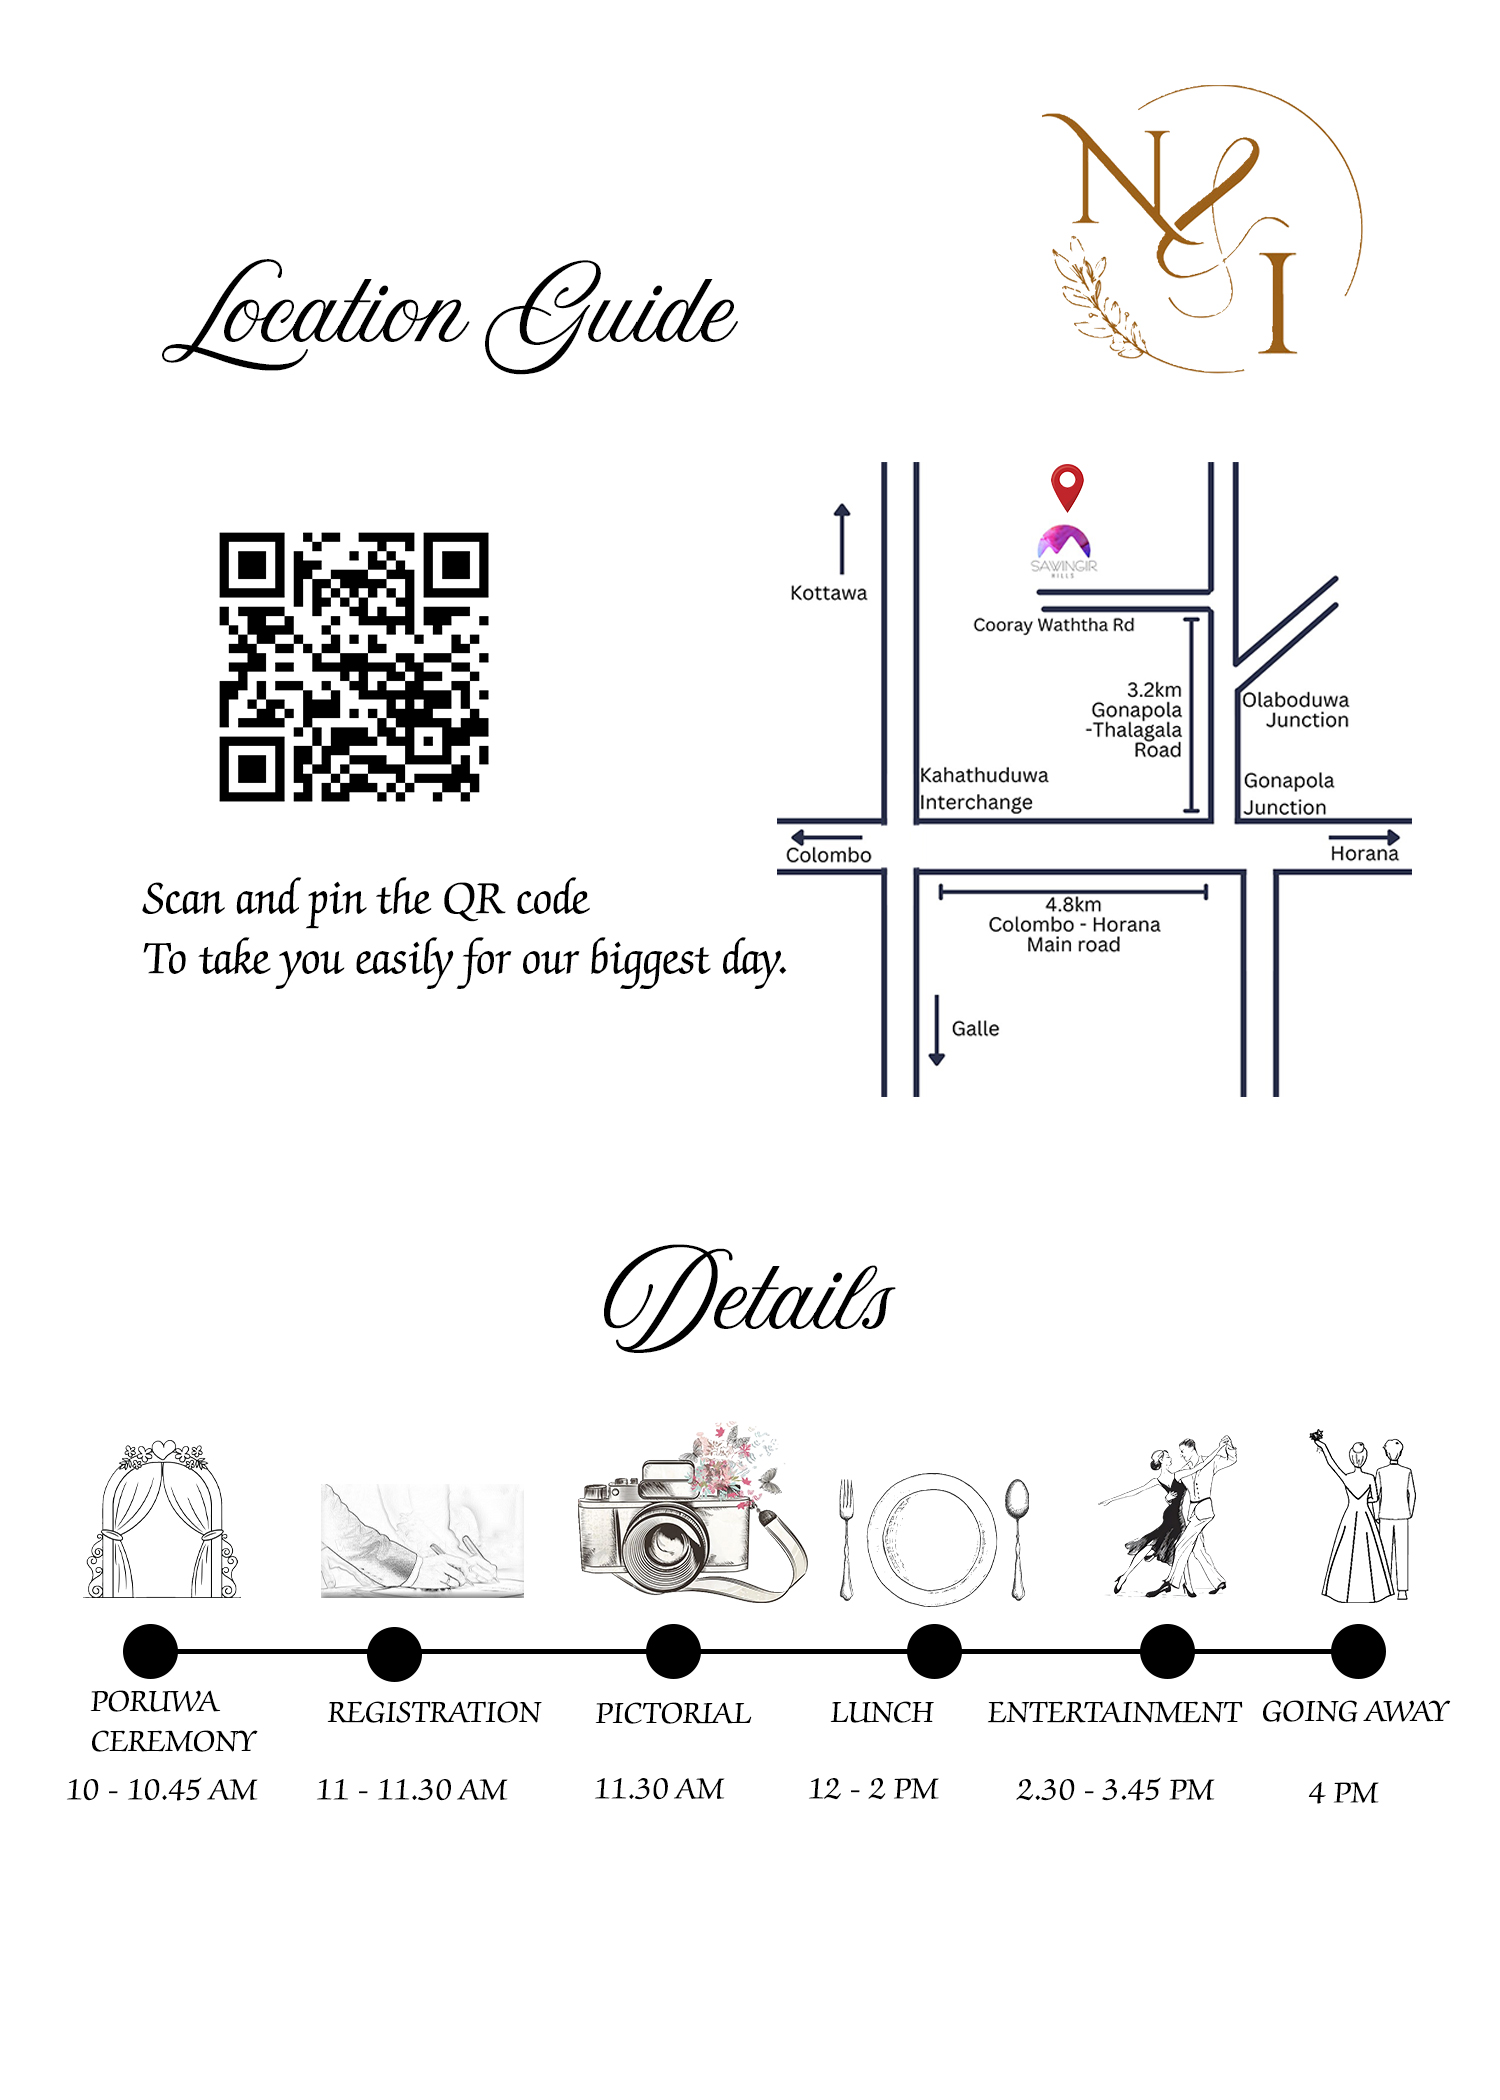 N & I
Location Guide
SAWINGIR
HILLS
Kottawa
Cooray Waththa Rd
3.2km
Gonapola
-Thalagala
Road
Olaboduwa
Junction
Kahathuduwa
Interchange
Gonapola
Junction
Colombo
Horana
4.8km
Colombo - Horana
Main road
Galle
Scan and pin the QR code
To take you easily for our biggest day.
Details
PORUWA
CEREMONY
10 - 10.45 AM
REGISTRATION
11 - 11.30 AM
PICTORIAL
11.30 AM
LUNCH
12 - 2 PM
ENTERTAINMENT
2.30 - 3.45 PM
GOING AWAY
4 PM